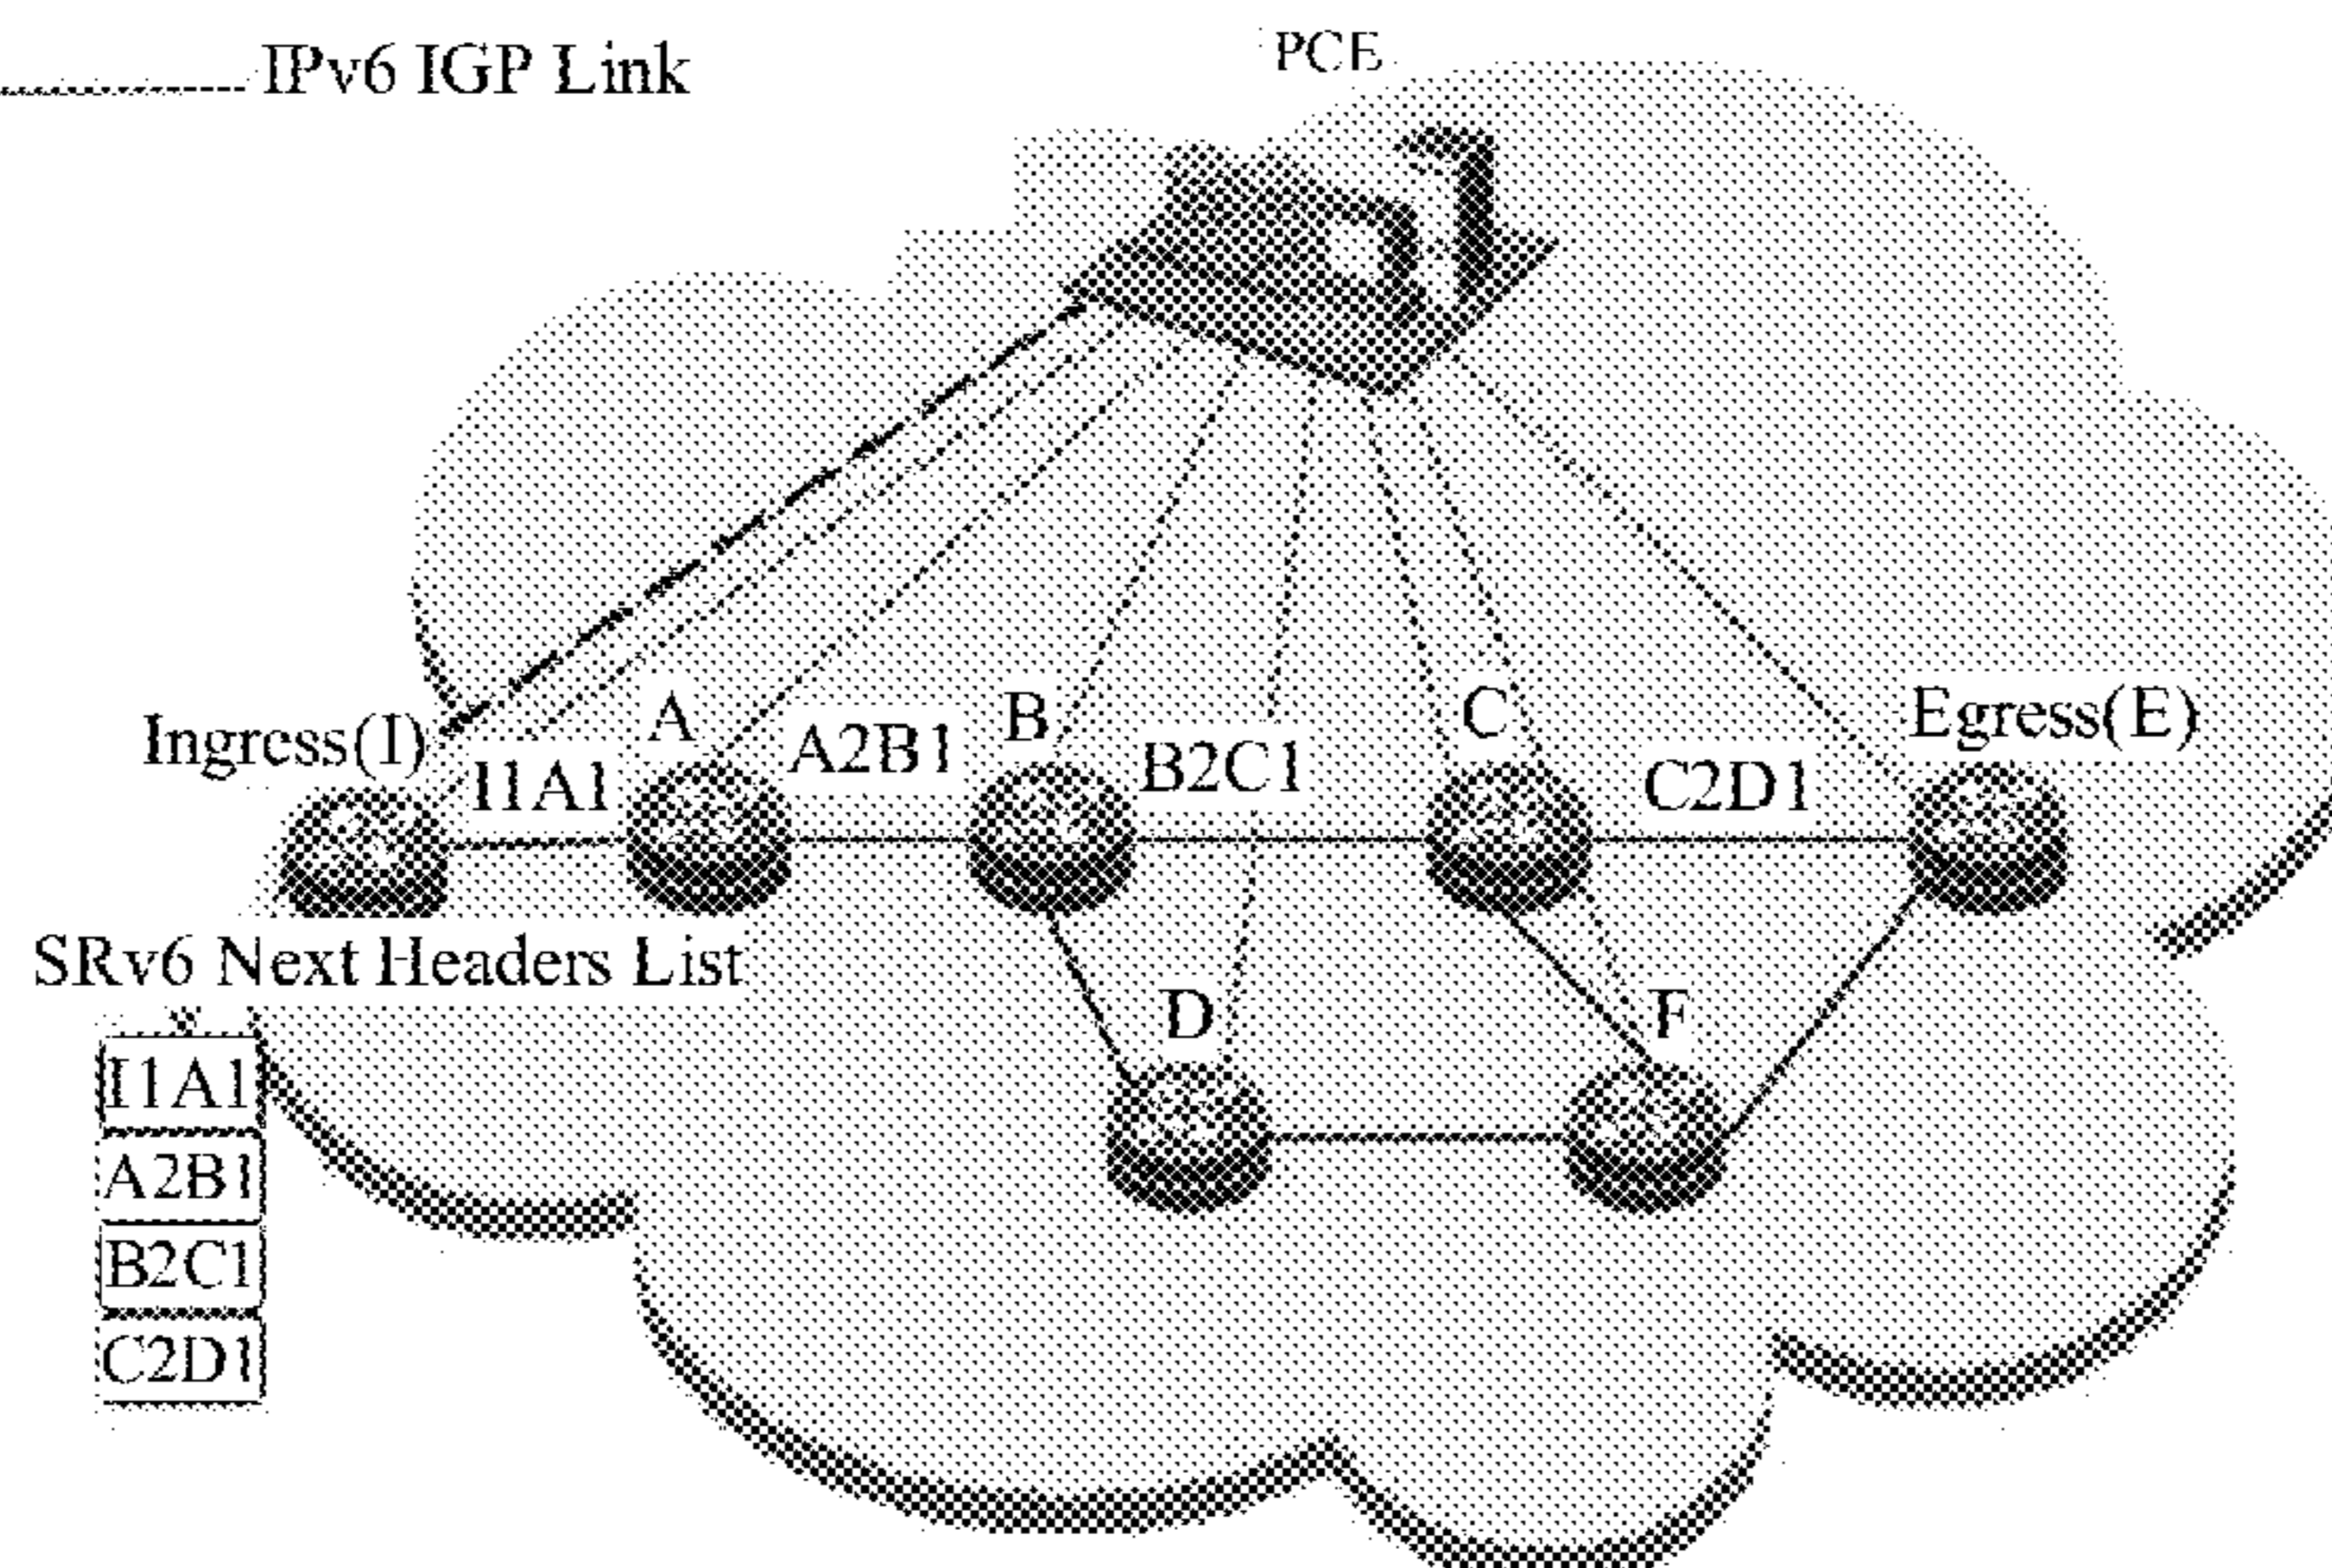 IPv6 IGP Link
PCE
Ingress(I)
I1A1
A
A2B1
B
B2C1
C
C2D1
Egress(E)
SRv6 Next Headers List
D
F
I1A1
A2B1
B2C1
C2D1